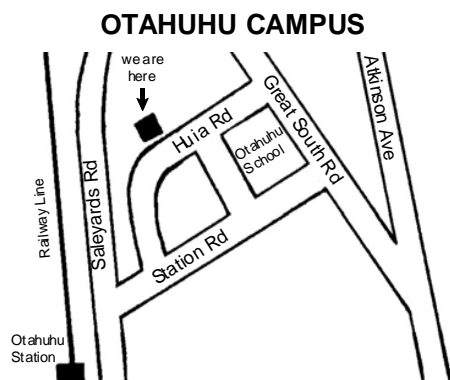 OTAHUHU CAMPUS
we are
here
Huia Rd
Great South Rd
Atkinson Ave
Otahuhu
School
Saleyards Rd
Railway Line
Station Rd
Otahuhu
Station